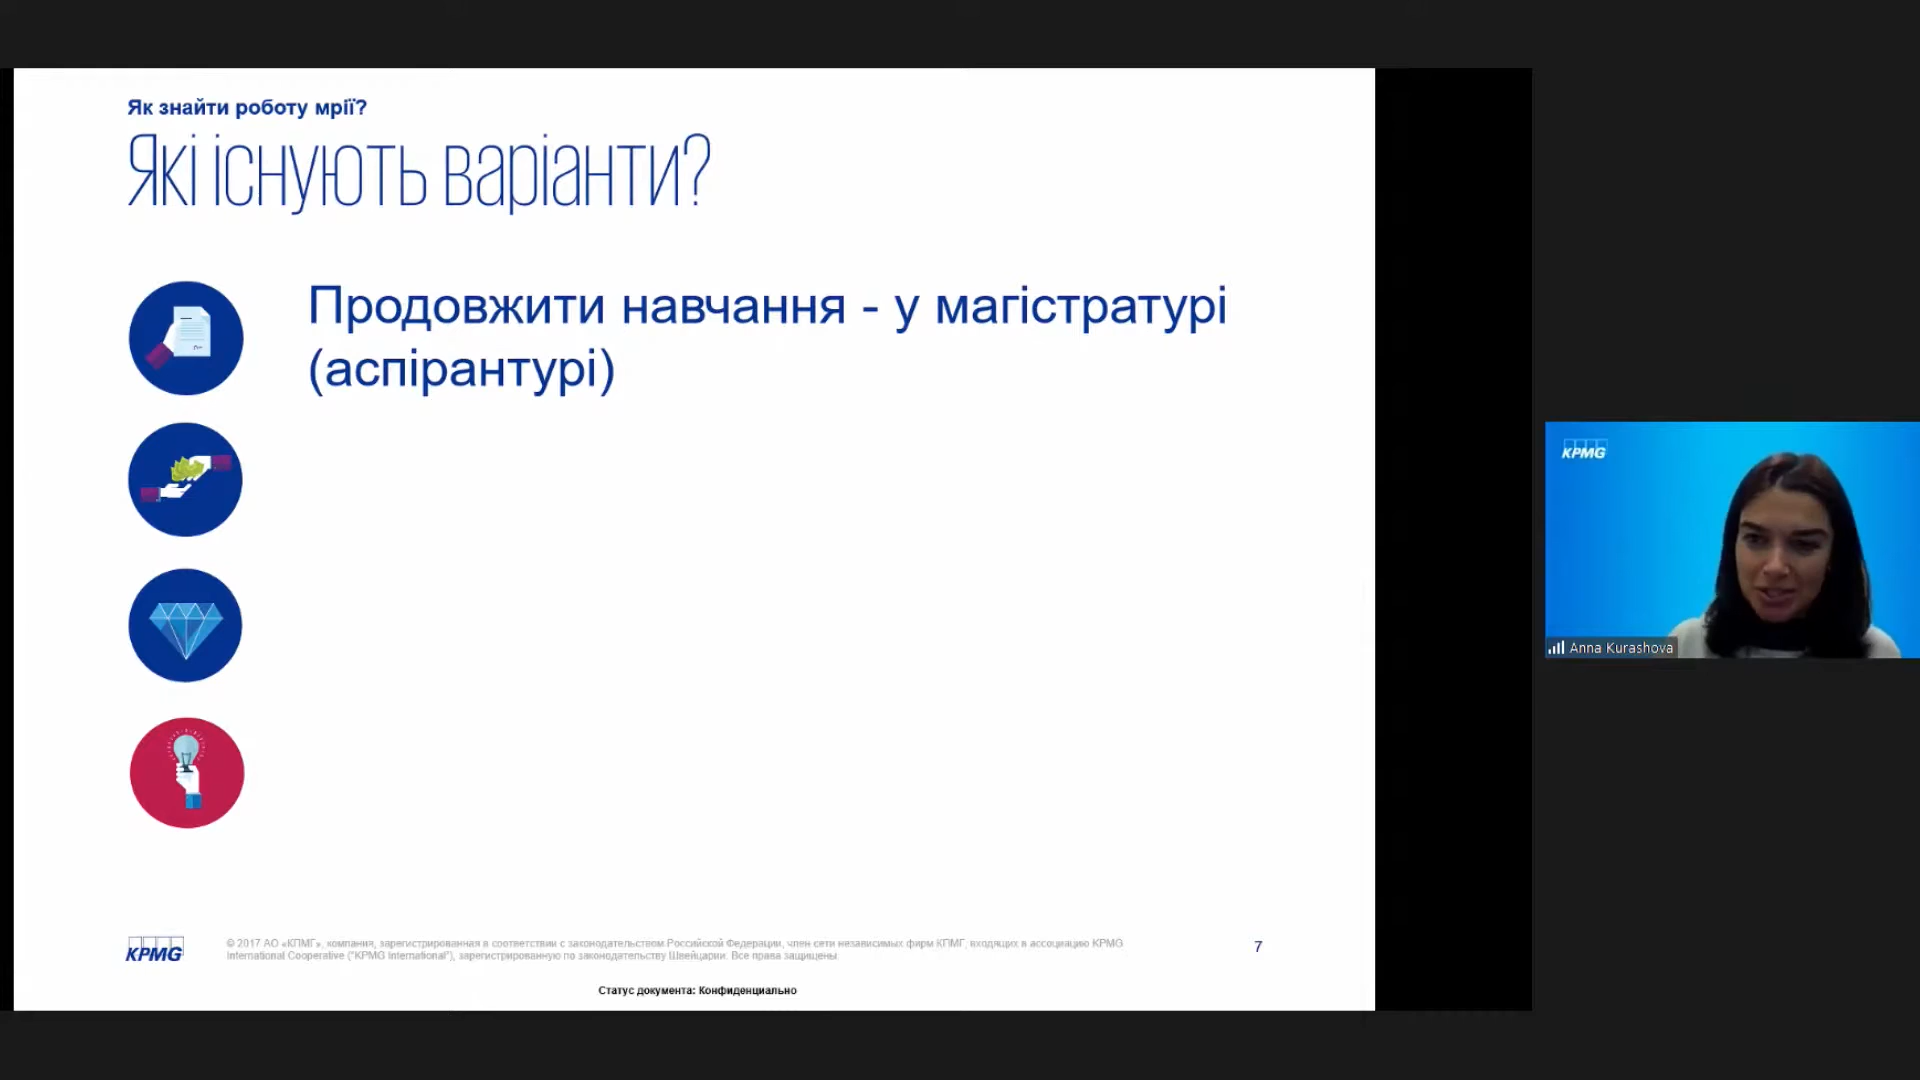 Як знайти роботу мрії?
Які існують варіанти?
Продовжити навчання - у магістратурі
(аспірантурі)
KPMG
Anna Kurashova
KPMG
© 2017 АО «КПМГ», компания, зарегистрированная в соответствии с законодательством Российской Федерации, член сети независимых фирм КПМГ, входящих в ассоциацию KPMG
International Cooperative ("KPMG International"), зарегистрированную по законодательству Швейцарии. Все права защищены.
7
Статус документа: Конфиденциально